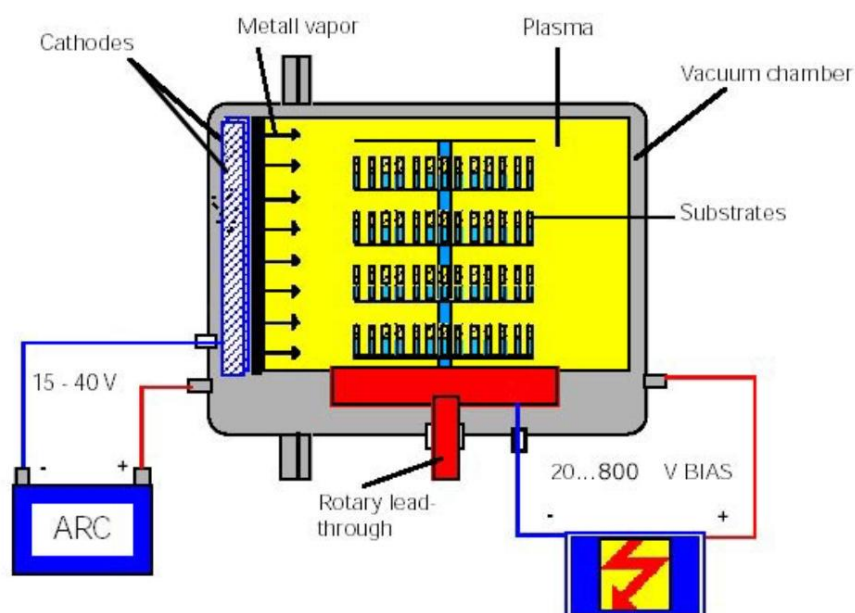 Metall vapor
Plasma
Cathodes
Vacuum chamber
Substrates
15 - 40 V
- +
ARC
Rotary lead-
through
20...800 V BIAS
- +